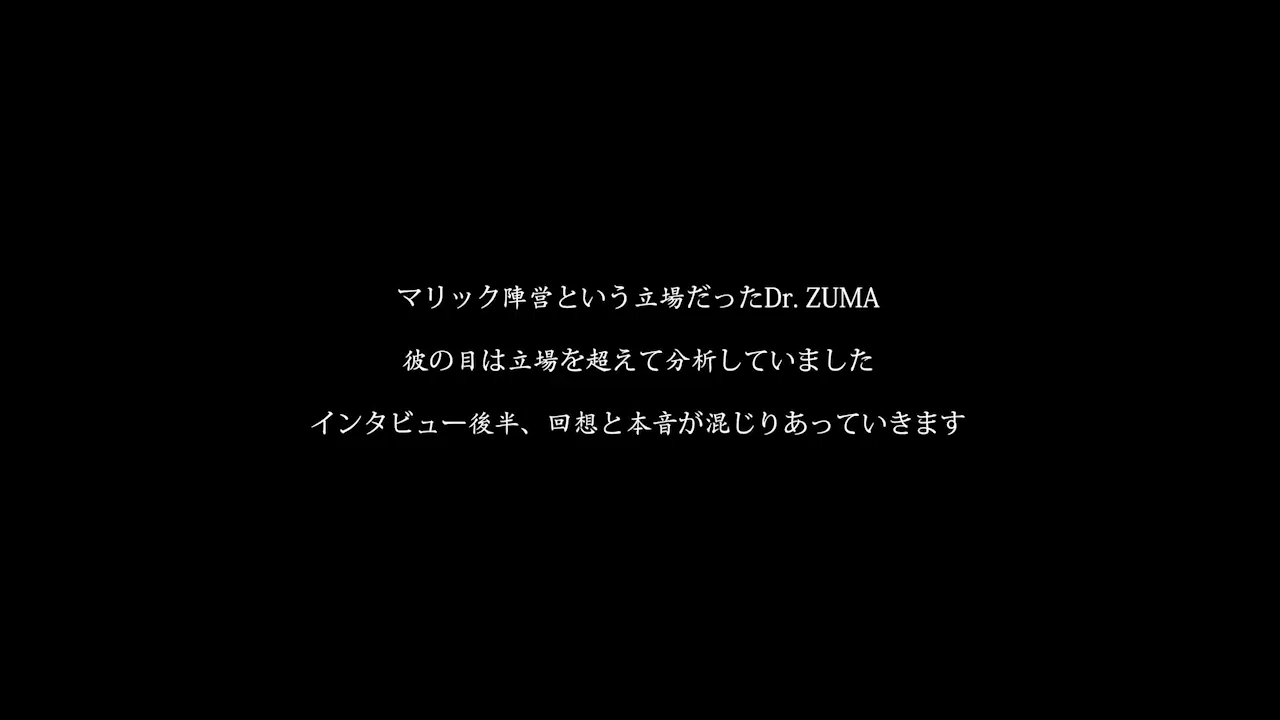 マリック陣営という立場だったDr. ZUMA
彼の目は立場を超えて分析していました
インタビュー後半、回想と本音が混じりあっていきます